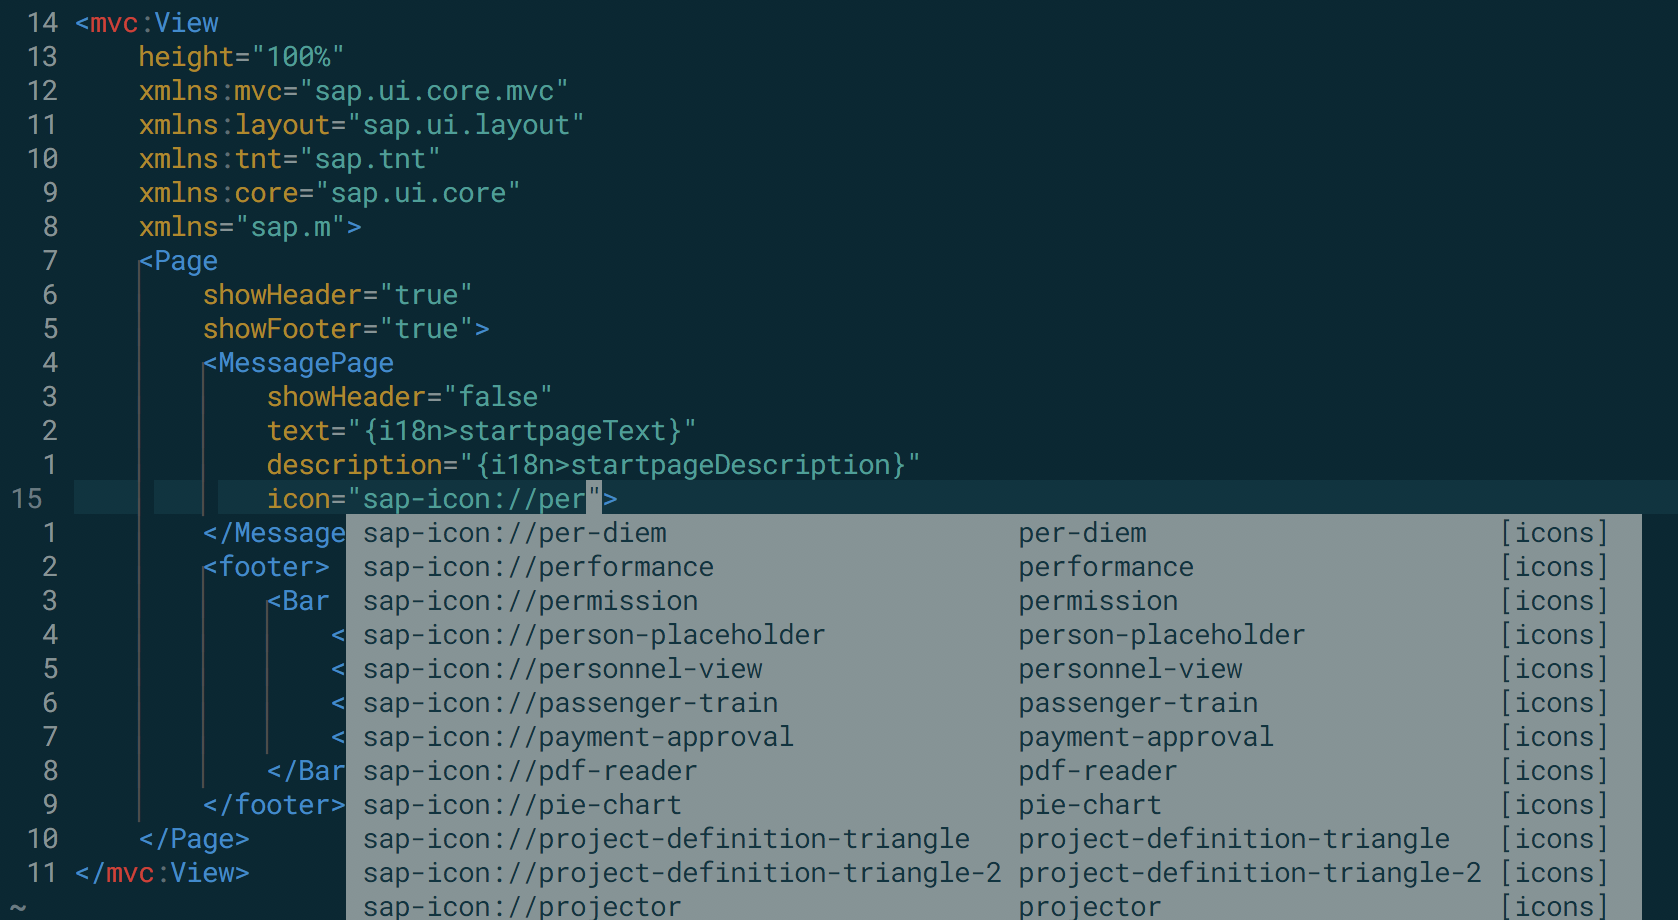 14 <mvc:View
13     height="100%"
12     xmlns:mvc="sap.ui.core.mvc"
11     xmlns:layout="sap.ui.layout"
10     xmlns:tnt="sap.tnt"
9     xmlns:core="sap.ui.core"
8     xmlns="sap.m">
7     <Page
6         showHeader="true"
5         showFooter="true">
4         <MessagePage
3             showHeader="false"
2             text="{i18n>startpageText}"
1             description="{i18n>startpageDescription}"
15             icon="sap-icon://per">
1         </Message sap-icon://per-diem per-diem [icons]
2         <footer> sap-icon://performance performance [icons]
3             <Bar sap-icon://permission permission [icons]
4                 < sap-icon://person-placeholder person-placeholder [icons]
5                 < sap-icon://personnel-view personnel-view [icons]
6                 < sap-icon://passenger-train passenger-train [icons]
7                 < sap-icon://payment-approval payment-approval [icons]
8             </Bar sap-icon://pdf-reader pdf-reader [icons]
9         </footer> sap-icon://pie-chart pie-chart [icons]
10     </Page> sap-icon://project-definition-triangle project-definition-triangle [icons]
11 </mvc:View> sap-icon://project-definition-triangle-2 project-definition-triangle-2 [icons]
~ sap-icon://projector projector [icons]